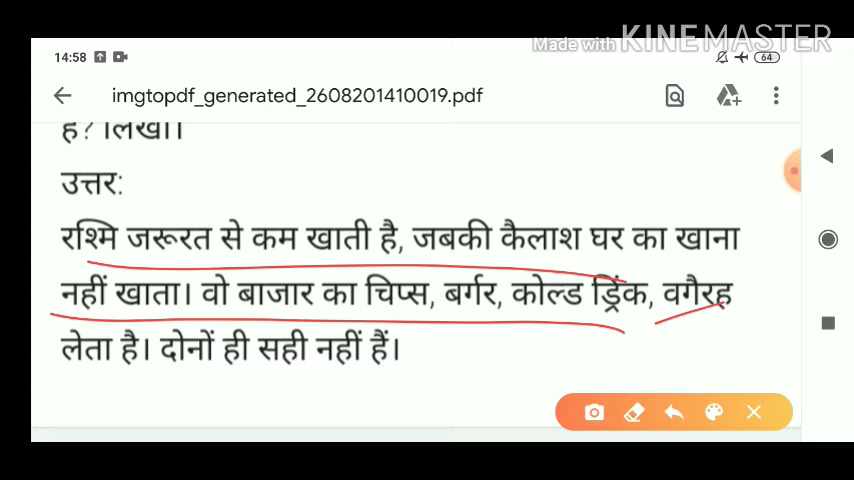 Made with KINEMASTER
14:58 64
imgtopdf_generated_2608201410019.pdf
है? लिखो।
उत्तर:
रश्मि जरूरत से कम खाती है, जबकी कैलाश घर का खाना
नहीं खाता। वो बाजार का चिप्स, बर्गर, कोल्ड ड्रिंक, वगैरह
लेता है। दोनों ही सही नहीं हैं।